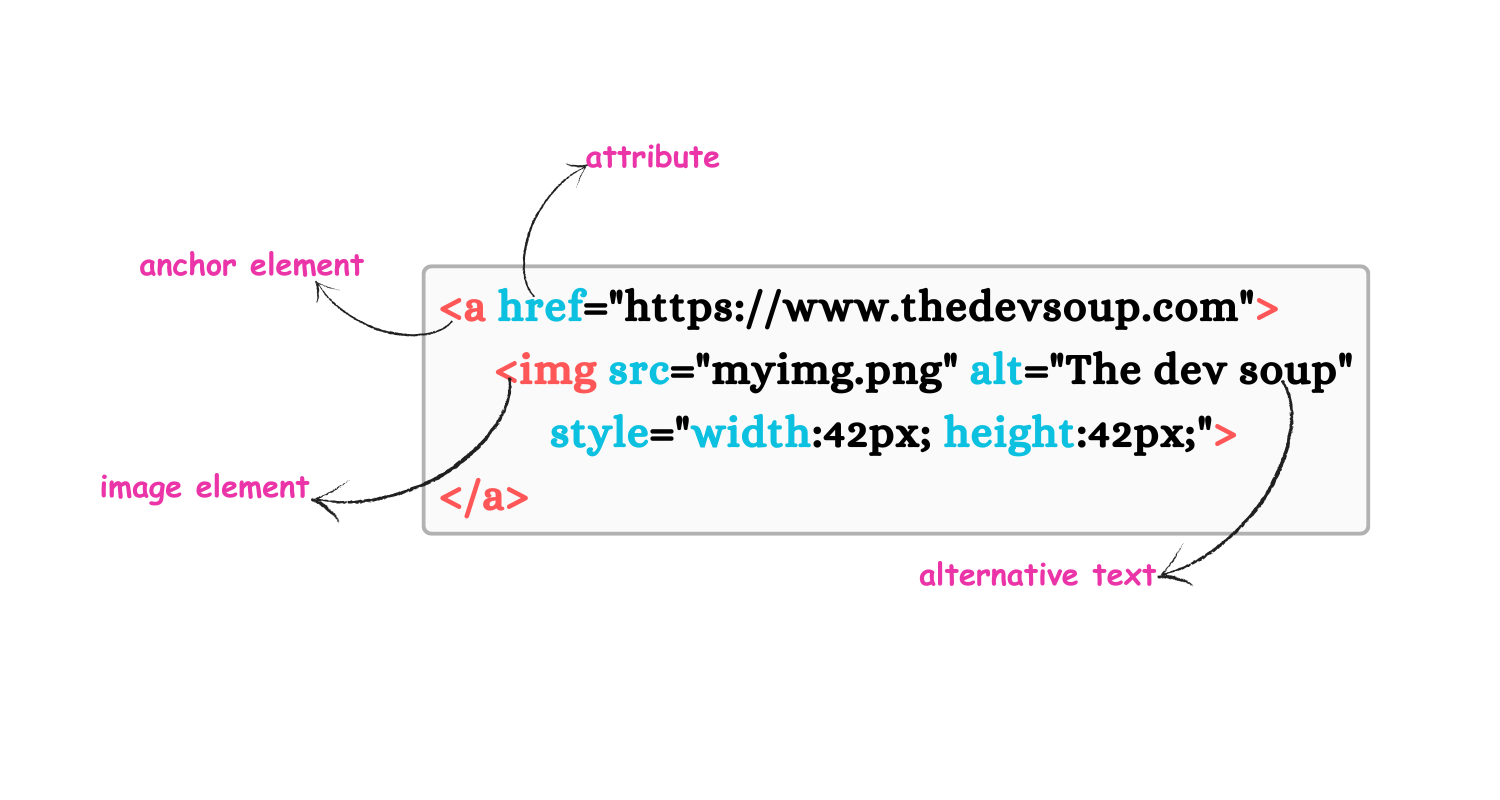 attribute
anchor element
<a href="https://www.thedevsoup.com">
<img src="myimg.png" alt="The dev soup"
style="width:42px; height:42px;">
image element
</a>
alternative text